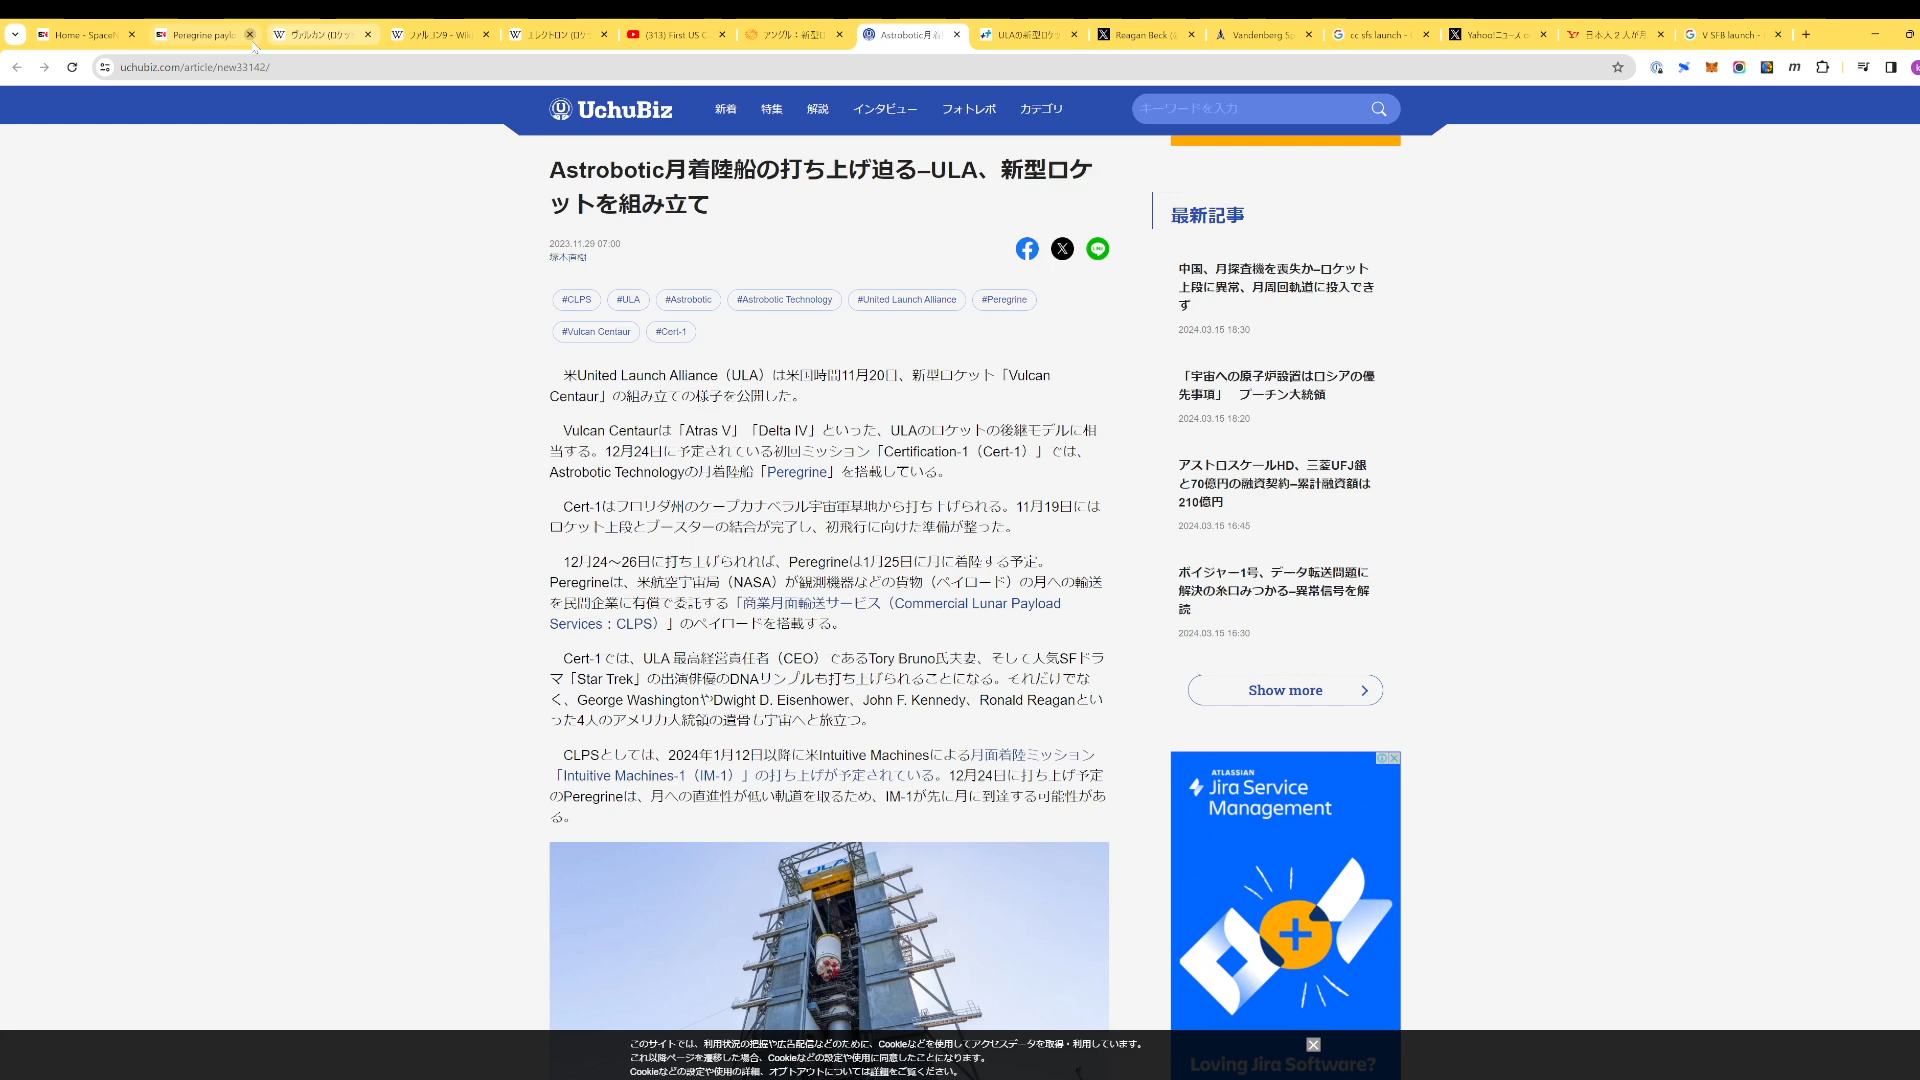 Home - SpaceN
Peregrine paylo
ヴァルカン (ロケット
ファルコン9 - Wiki
エレクトロン (ロケッ
(313) First US C
アングル：新型ロ
Astrobotic月着
ULAの新型ロケッ
Reagan Beck (@
Vandenberg Sp
cc sfs launch - G
Yahoo!ニュース o
日本人２人が月
V SFB launch -
uchubiz.com/article/new33142/
UchuBiz
新着
特集
解説
インタビュー
フォトレポ
カテゴリ
キーワードを入力
Astrobotic月着陸船の打ち上げ迫る–ULA、新型ロケ
ットを組み立て
2023.11.29 07:00
塚本直樹
LINE
#CLPS
#ULA
#Astrobotic
#Astrobotic Technology
#United Launch Alliance
#Peregrine
#Vulcan Centaur
#Cert-1
米United Launch Alliance（ULA）は米国時間11月20日、新型ロケット「Vulcan
Centaur」の組み立ての様子を公開した。
Vulcan Centaurは「Atras V」「Delta IV」といった、ULAのロケットの後継モデルに相
当する。12月24日に予定されている初回ミッション「Certification-1（Cert-1）」では、
Astrobotic Technologyの月着陸船「Peregrine」を搭載している。
Cert-1はフロリダ州のケープカナベラル宇宙軍基地から打ち上げられる。11月19日には
ロケット上段とブースターの結合が完了し、初飛行に向けた準備が整った。
12月24〜26日に打ち上げられれば、Peregrineは1月25日に月に着陸する予定。
Peregrineは、米航空宇宙局（NASA）が観測機器などの貨物（ペイロード）の月への輸送
を民間企業に有償で委託する「商業月面輸送サービス（Commercial Lunar Payload
Services：CLPS）」のペイロードを搭載する。
Cert-1では、ULA 最高経営責任者（CEO）であるTory Bruno氏夫妻、そして人気SFドラ
マ「Star Trek」の出演俳優のDNAサンプルも打ち上げられることになる。それだけでな
く、George WashingtonやDwight D. Eisenhower、John F. Kennedy、Ronald Reaganとい
った4人のアメリカ大統領の遺骨も宇宙へと旅立つ。
CLPSとしては、2024年1月12日以降に米Intuitive Machinesによる月面着陸ミッション
「Intuitive Machines-1（IM-1）」の打ち上げが予定されている。12月24日に打ち上げ予定
のPeregrineは、月への直進性が低い軌道を取るため、IM-1が先に月に到達する可能性があ
る。
ULA
最新記事
中国、月探査機を喪失か–ロケット
上段に異常、月周回軌道に投入でき
ず
2024.03.15 18:30
「宇宙への原子炉設置はロシアの優
先事項」　プーチン大統領
2024.03.15 18:20
アストロスケールHD、三菱UFJ銀
と70億円の融資契約–累計融資額は
210億円
2024.03.15 16:45
ボイジャー1号、データ転送問題に
解決の糸口みつかる–異常信号を解
読
2024.03.15 16:30
Show more
ATLASSIAN
Jira Service
Management
Loving Jira Software?
このサイトでは、利用状況の把握や広告配信などのために、Cookieなどを使用してアクセスデータを取得・利用しています。
これ以降ページを遷移した場合、Cookieなどの設定や使用に同意したことになります。
Cookieなどの設定や使用の詳細、オプトアウトについては詳細をご覧ください。